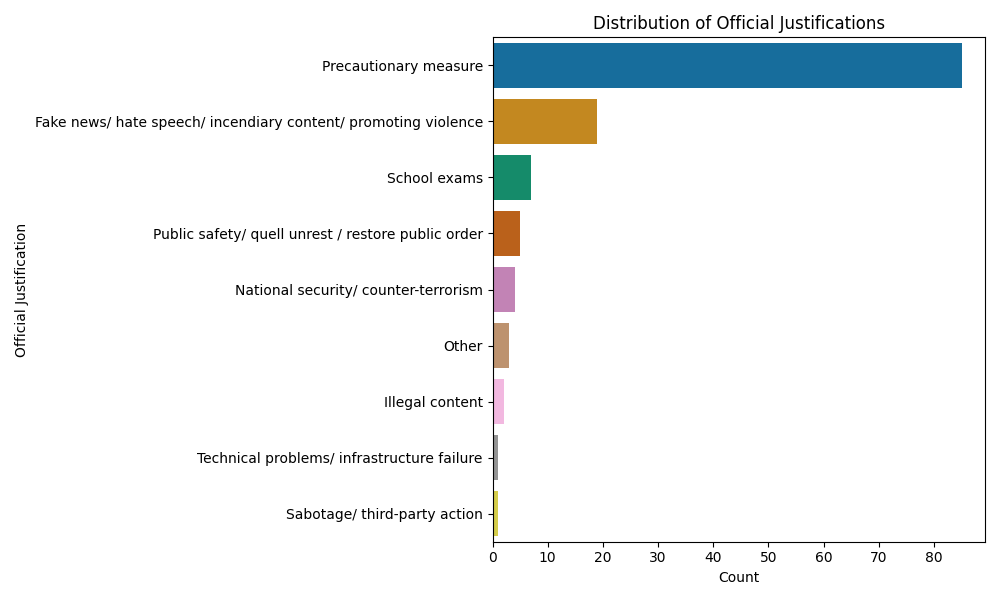 Distribution of Official Justifications
Official Justification
Precautionary measure
Fake news/ hate speech/ incendiary content/ promoting violence
School exams
Public safety/ quell unrest / restore public order
National security/ counter-terrorism
Other
Illegal content
Technical problems/ infrastructure failure
Sabotage/ third-party action
0 10 20 30 40 50 60 70 80
Count